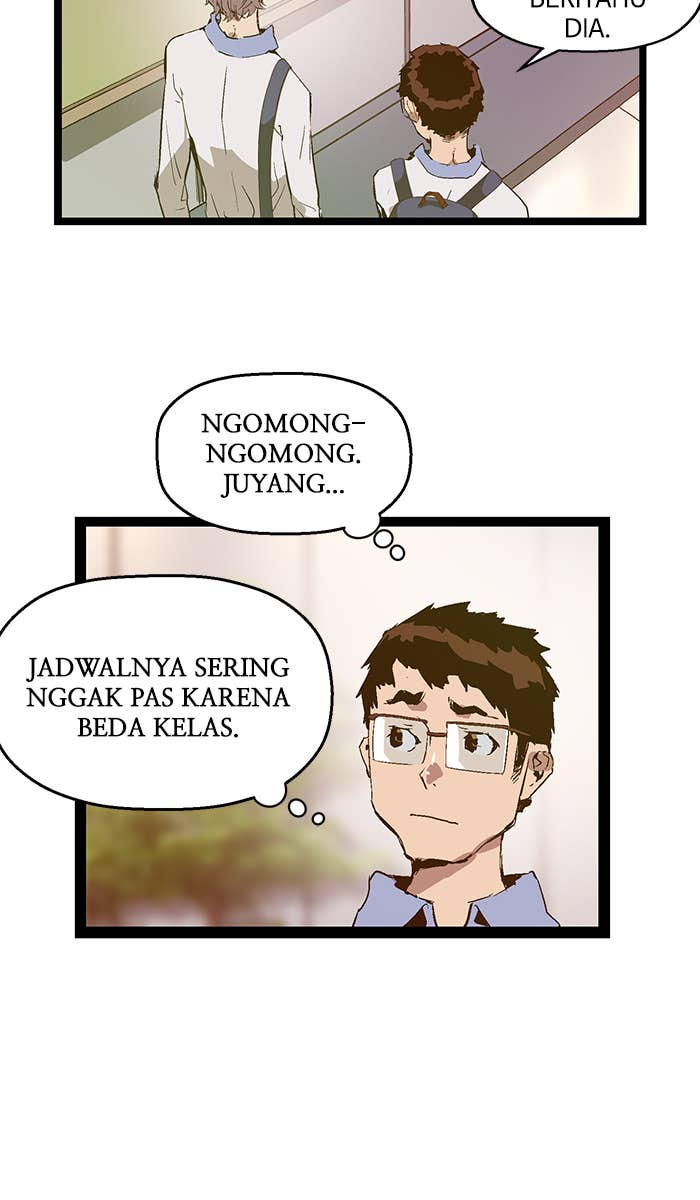 DIA.
NGOMONG-
NGOMONG.
JUYANG...
JADWALNYA SERING
NGGAK PAS KARENA
BEDA KELAS.